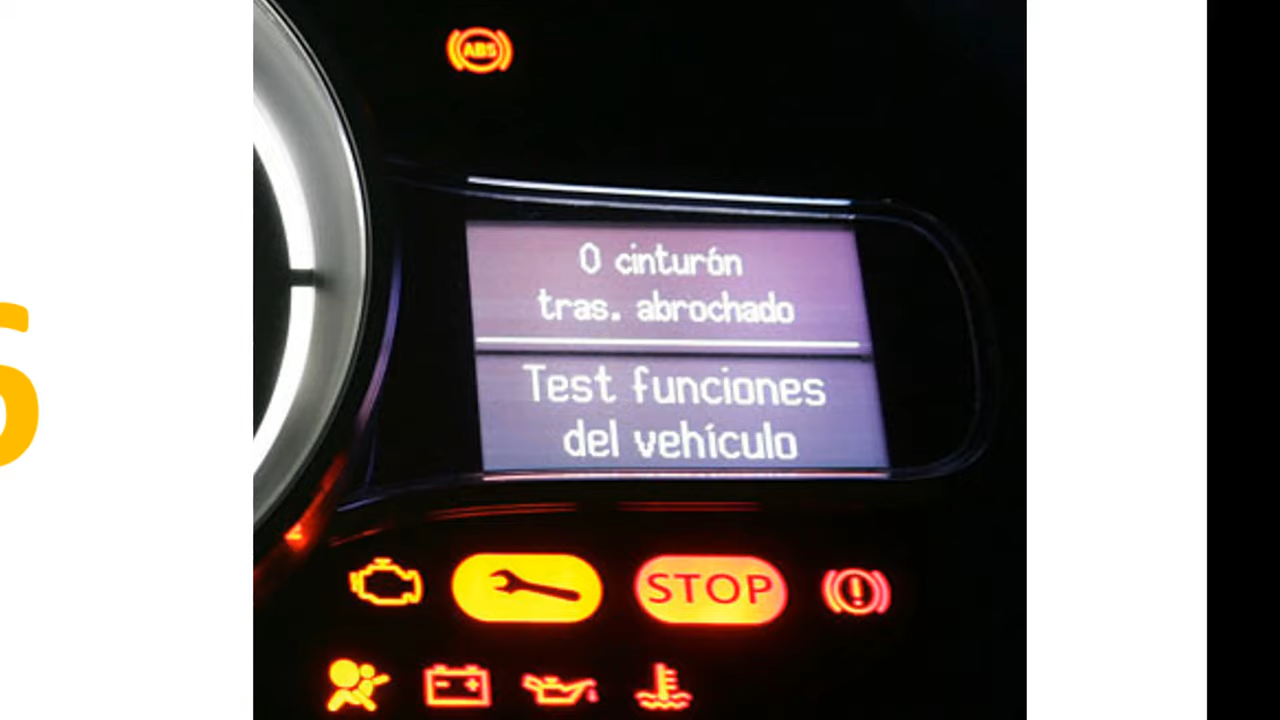 ABS
0 cinturón
tras. abrochado
Test funciones
del vehículo
STOP